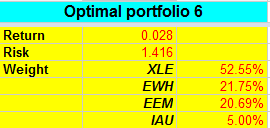 Optimal portfolio 6
Return 0.028
Risk 1.416
Weight XLE 52.55%
EWH 21.75%
EEM 20.69%
IAU 5.00%